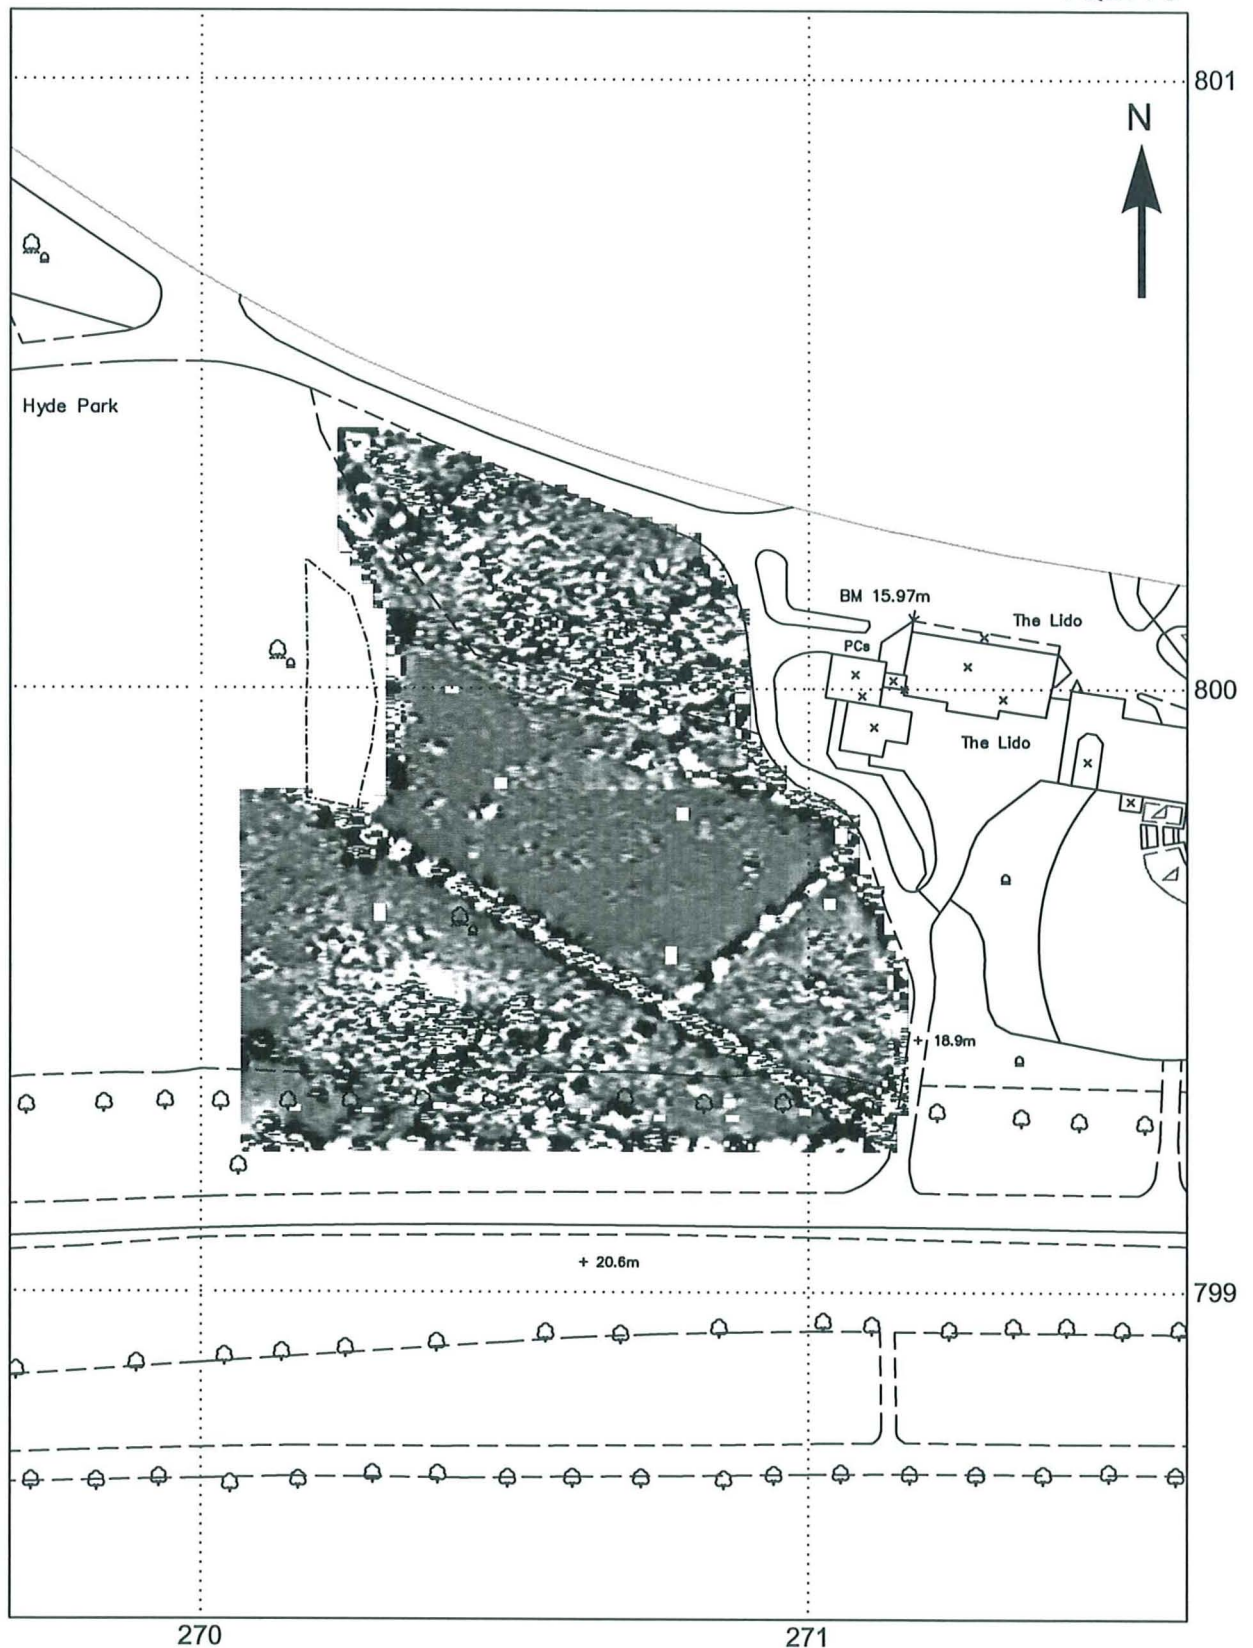 801
N
Hyde Park
BM 15.97m
The Lido
PCs
800
The Lido
18.9m
20.6m
799
270
271